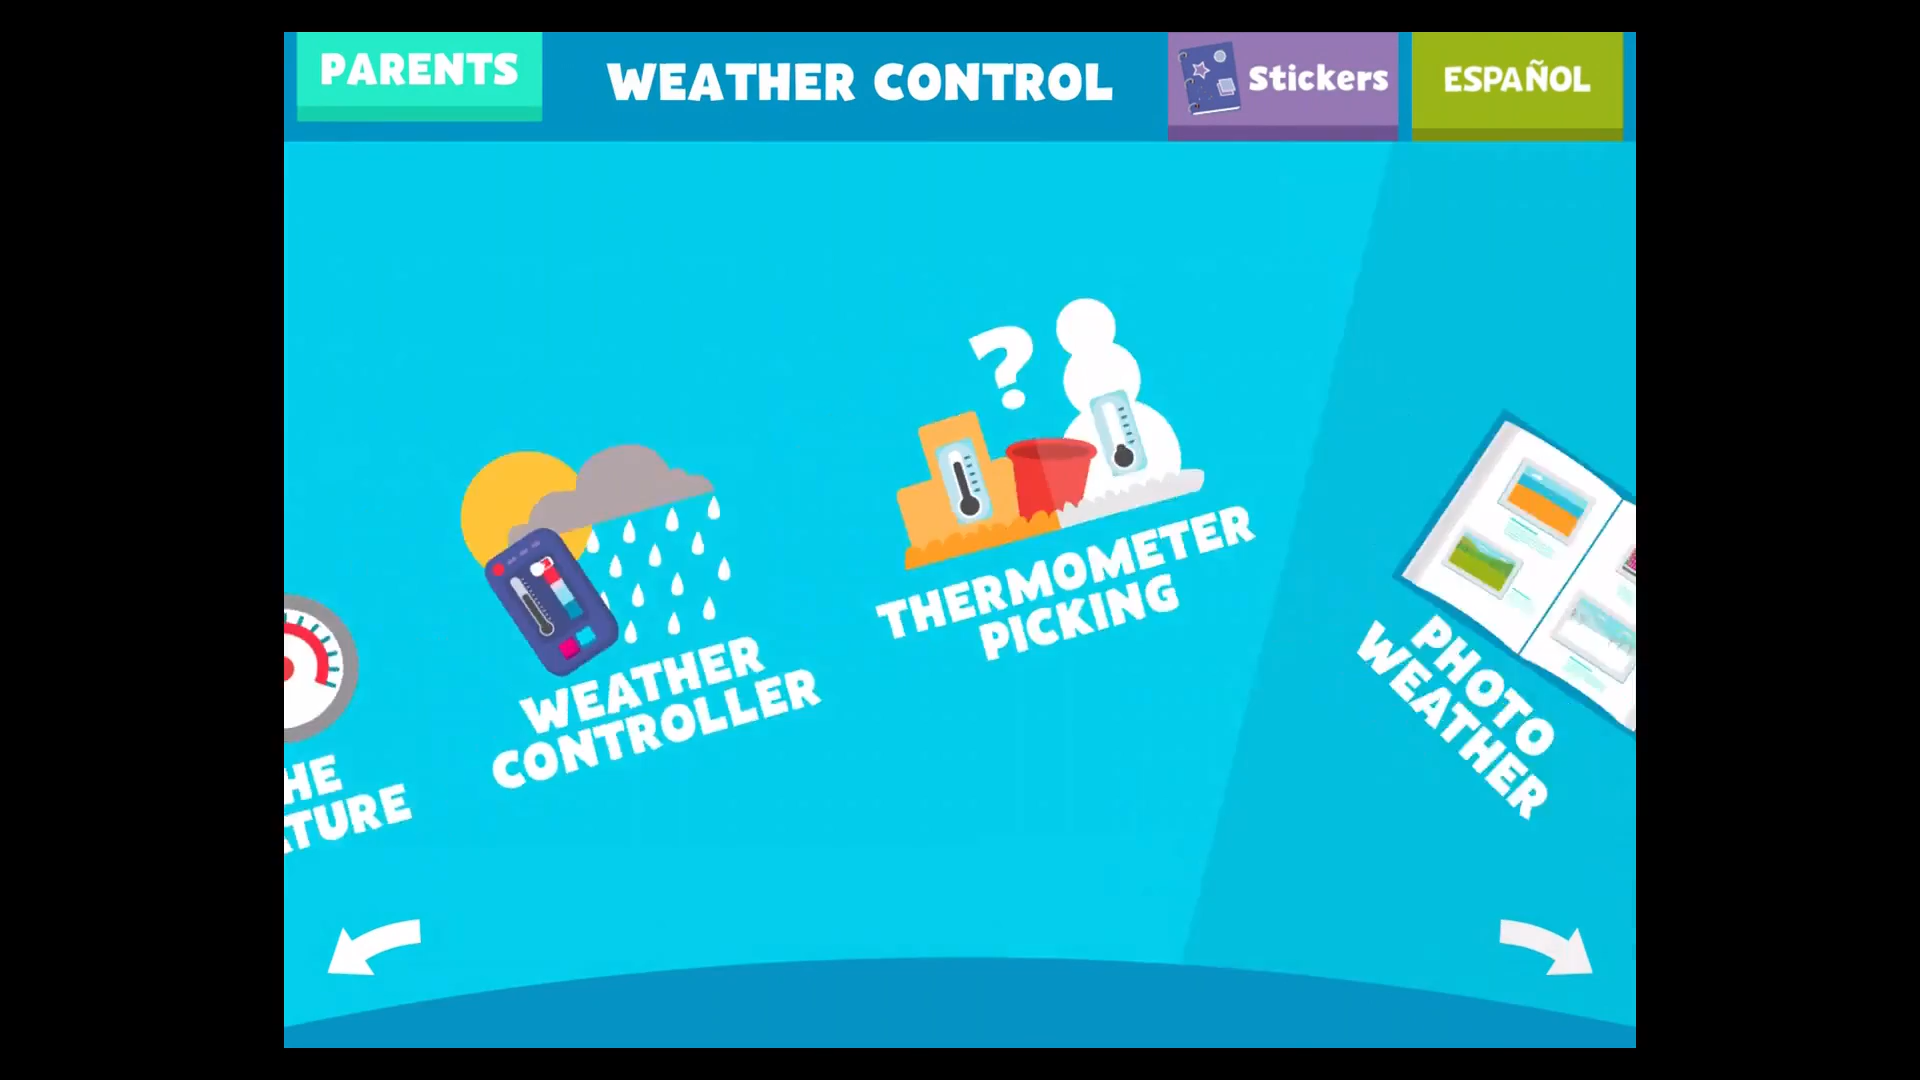 PARENTS
WEATHER CONTROL
Stickers
ESPAÑOL
?
WEATHER
CONTROLLER
THERMOMETER
PICKING
PHOTO
WEATHER